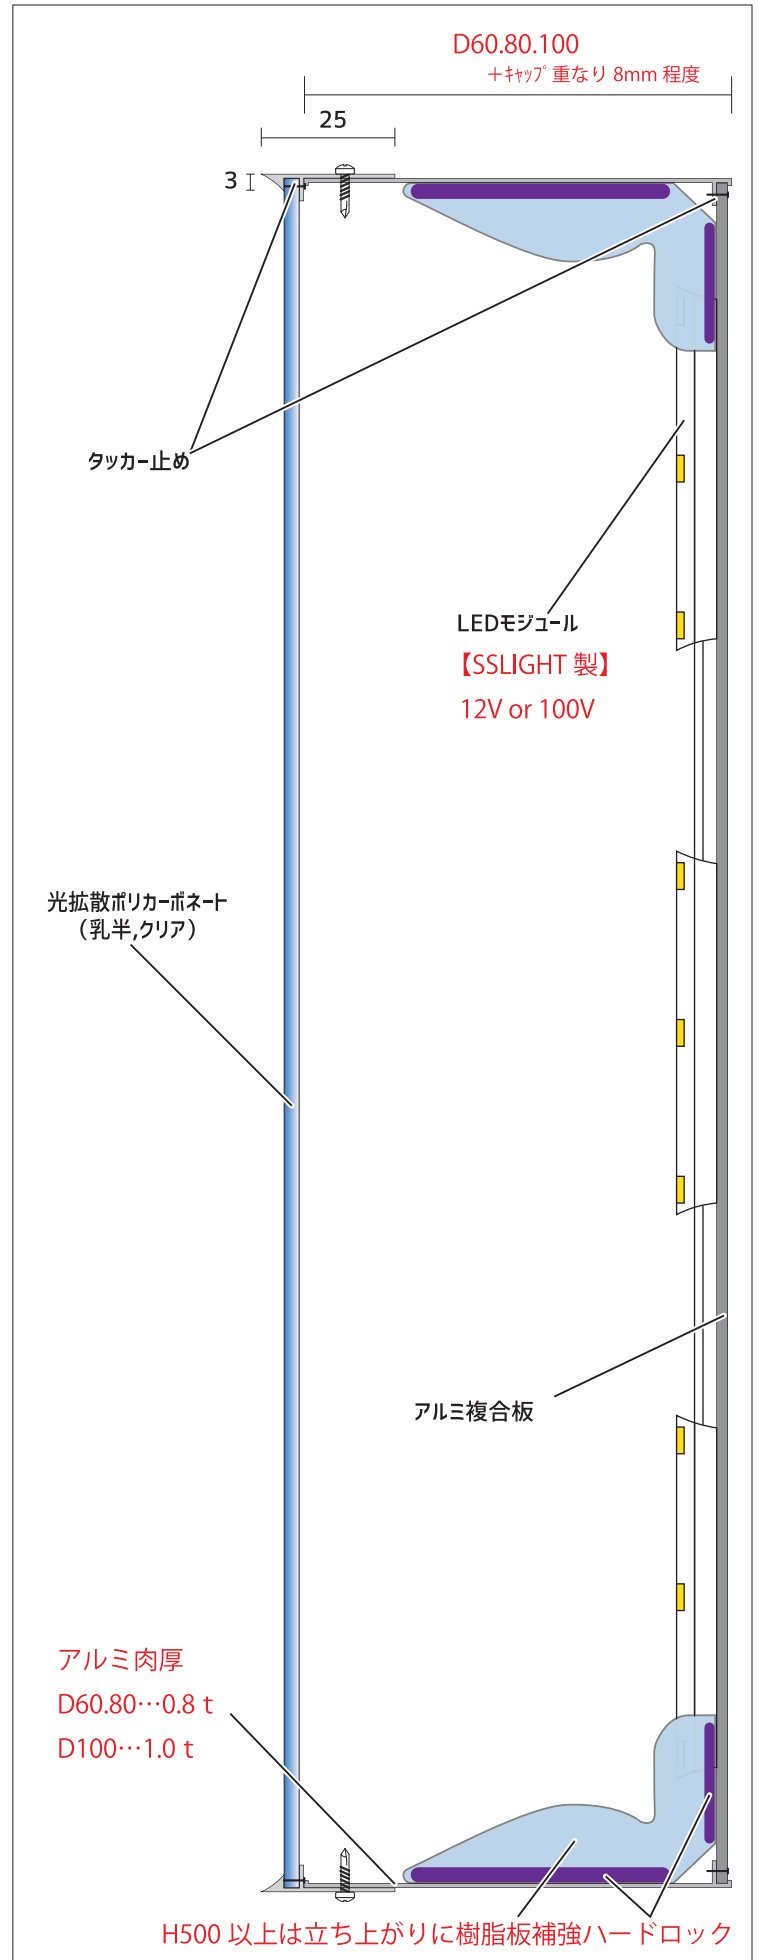 D60.80.100
＋ｷｬｯﾌﾟ重なり 8mm 程度
25
3
タッカー止め
LEDモジュール
【SSLIGHT 製】
12V or 100V
光拡散ポリカーボネート
（乳半,クリア）
アルミ複合板
アルミ肉厚
D60.80…0.8 t
D100…1.0 t
H500 以上は立ち上がりに樹脂板補強ハードロック